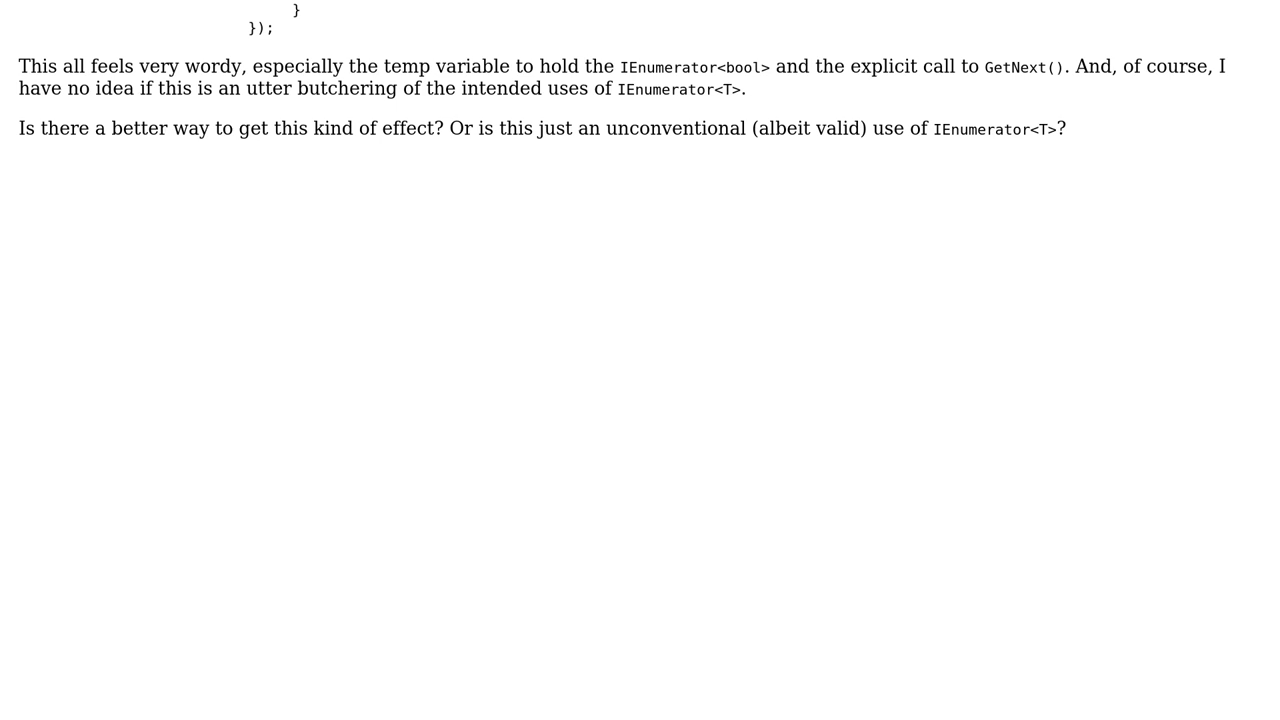 }
});
This all feels very wordy, especially the temp variable to hold the IEnumerator<bool> and the explicit call to GetNext(). And, of course, I
have no idea if this is an utter butchering of the intended uses of IEnumerator<T>.
Is there a better way to get this kind of effect? Or is this just an unconventional (albeit valid) use of IEnumerator<T>?